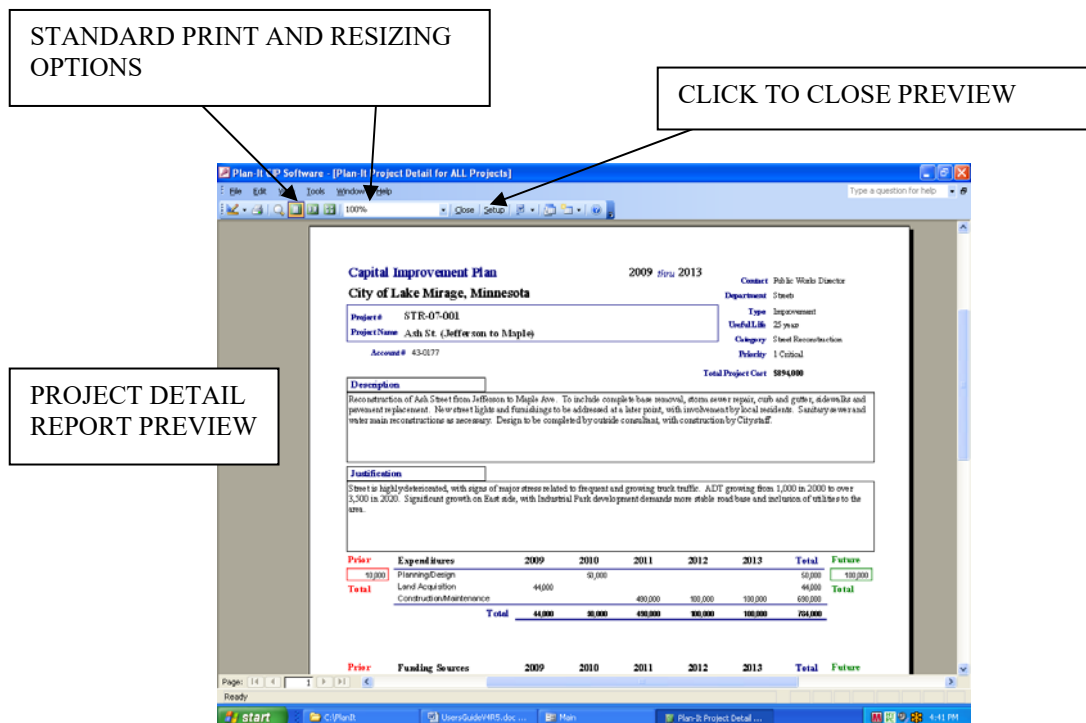 STANDARD PRINT AND RESIZING
OPTIONS
CLICK TO CLOSE PREVIEW
Plan-It CIP Software - [Plan-It Project Detail for ALL Projects]
File Edit View Tools Window Help
Type a question for help
100% Close Setup
Capital Improvement Plan
2009 thru 2013
City of Lake Mirage, Minnesota
Contact Public Works Director
Department Streets
Type Improvement
Useful Life 25 years
Category Street Reconstruction
Priority 1 Critical
Project # STR-07-001
Project Name Ash St. (Jefferson to Maple)
Account # 43-0177
Total Project Cost $894,000
PROJECT DETAIL
REPORT PREVIEW
Description
Reconstruction of Ash Street from Jefferson to Maple Ave. To include complete base removal, storm sewer repair, curb and gutter, sidewalks and
pavement replacement. New street lights and furnishings to be addressed at a later point, with involvement by local residents. Sanitary sewer and
water main reconstructions as necessary. Design to be completed by outside consultant, with construction by City staff.
Justification
Street is highly deteriorated, with signs of major stress related to frequent and growing truck traffic. ADT growing from 1,000 in 2000 to over
3,500 in 2020. Significant growth on East side, with Industrial Park development demands more stable road base and inclusion of utilities to the
area.
Prior Expenditures 2009 2010 2011 2012 2013 Total Future
10,000 Planning/Design 50,000 50,000 100,000
Total Land Acquisition 44,000 44,000 Total
Construction/Maintenance 490,000 100,000 100,000 690,000
Total 44,000 50,000 490,000 100,000 100,000 784,000
Prior Funding Sources 2009 2010 2011 2012 2013 Total Future
Page: 1
Ready
start C:\PlanIt UsersGuideV4R5.doc ... Main Plan-It Project Detail ... 4:41 PM